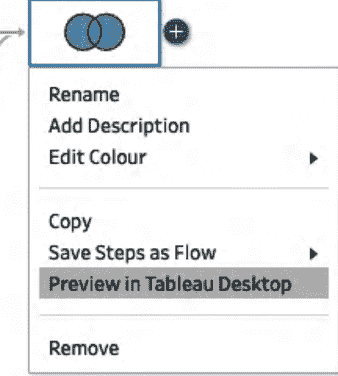 Rename
Add Description
Edit Colour
Copy
Save Steps as Flow
Preview in Tableau Desktop
Remove